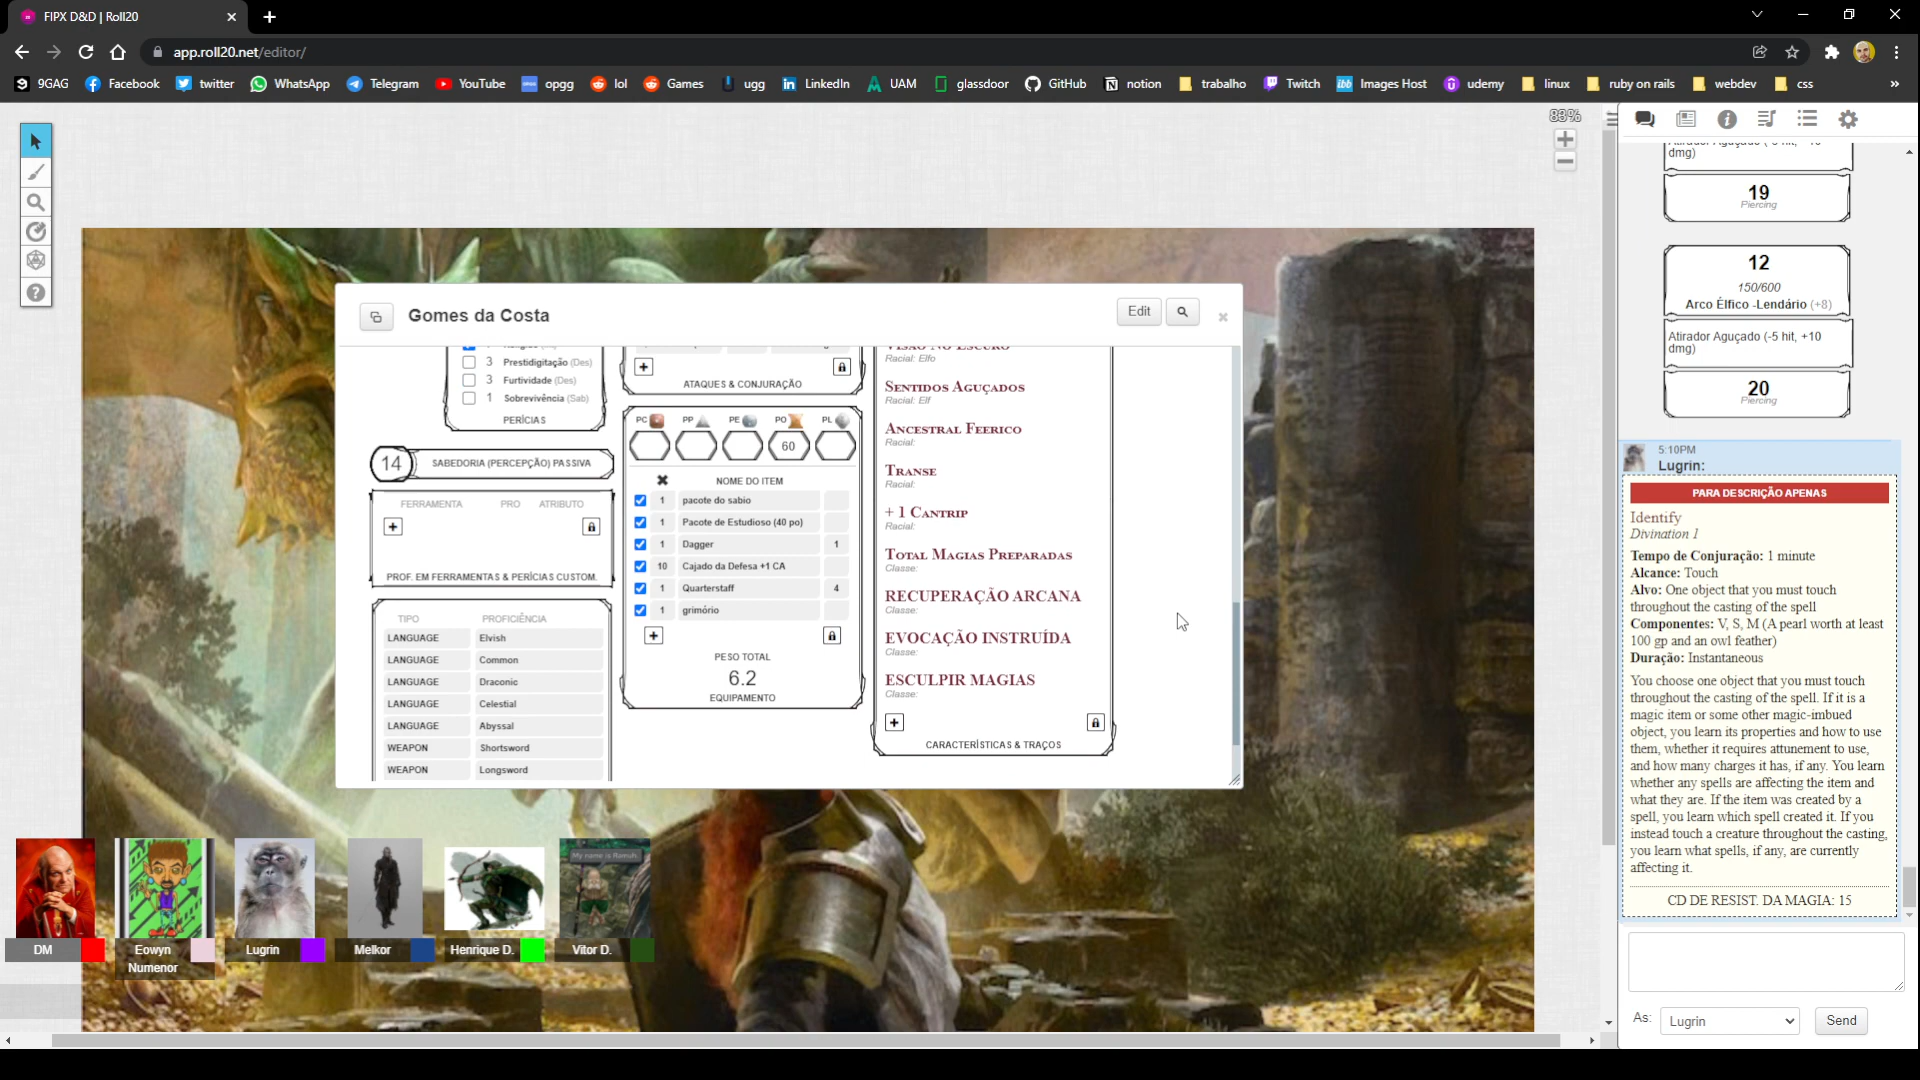 FIPX D&D | Roll20
app.roll20.net/editor/
9GAG
Facebook
twitter
WhatsApp
Telegram
YouTube
opgg
lol
Games
ugg
LinkedIn
UAM
glassdoor
GitHub
notion
trabalho
Twitch
Images Host
udemy
linux
ruby on rails
webdev
css
»
83%
Gomes da Costa
Edit
3 Prestidigitação (Des)
3 Furtividade (Des)
1 Sobrevivência (Sab)
PERÍCIAS
14 SABEDORIA (PERCEPÇÃO) PASSIVA
FERRAMENTA PRO ATRIBUTO
PROF. EM FERRAMENTAS & PERÍCIAS CUSTOM.
TIPO PROFICIÊNCIA
LANGUAGE Elvish
LANGUAGE Common
LANGUAGE Draconic
LANGUAGE Celestial
LANGUAGE Abyssal
WEAPON Shortsword
WEAPON Longsword
ATAQUES & CONJURAÇÃO
PC PP PE PO PL
60
NOME DO ITEM
1 pacote do sabio
1 Pacote de Estudioso (40 po)
1 Dagger 1
10 Cajado da Defesa +1 CA
1 Quarterstaff 4
1 grimório
PESO TOTAL
6.2
EQUIPAMENTO
VISÃO NO ESCURO
Racial: Elfo
SENTIDOS AGUÇADOS
Racial: Elf
ANCESTRAL FEERICO
Racial:
TRANSE
Racial:
+ 1 CANTRIP
Racial:
TOTAL MAGIAS PREPARADAS
Classe:
RECUPERAÇÃO ARCANA
Classe:
EVOCAÇÃO INSTRUÍDA
Classe:
ESCULPIR MAGIAS
Classe:
CARACTERÍSTICAS & TRAÇOS
My name is Ramsh
DM
Eowyn
Numenor
Lugrin
Melkor
Henrique D.
Vitor D.
dmg)
19
Piercing
12
150/600
Arco Élfico -Lendário (+8)
Atirador Aguçado (-5 hit, +10
dmg)
20
Piercing
5:10PM
Lugrin:
PARA DESCRIÇÃO APENAS
Identify
Divination 1
Tempo de Conjuração: 1 minute
Alcance: Touch
Alvo: One object that you must touch
throughout the casting of the spell
Componentes: V, S, M (A pearl worth at least
100 gp and an owl feather)
Duração: Instantaneous
You choose one object that you must touch
throughout the casting of the spell. If it is a
magic item or some other magic-imbued
object, you learn its properties and how to use
them, whether it requires attunement to use,
and how many charges it has, if any. You learn
whether any spells are affecting the item and
what they are. If the item was created by a
spell, you learn which spell created it. If you
instead touch a creature throughout the casting,
you learn what spells, if any, are currently
affecting it.
CD DE RESIST. DA MAGIA: 15
As: Lugrin Send